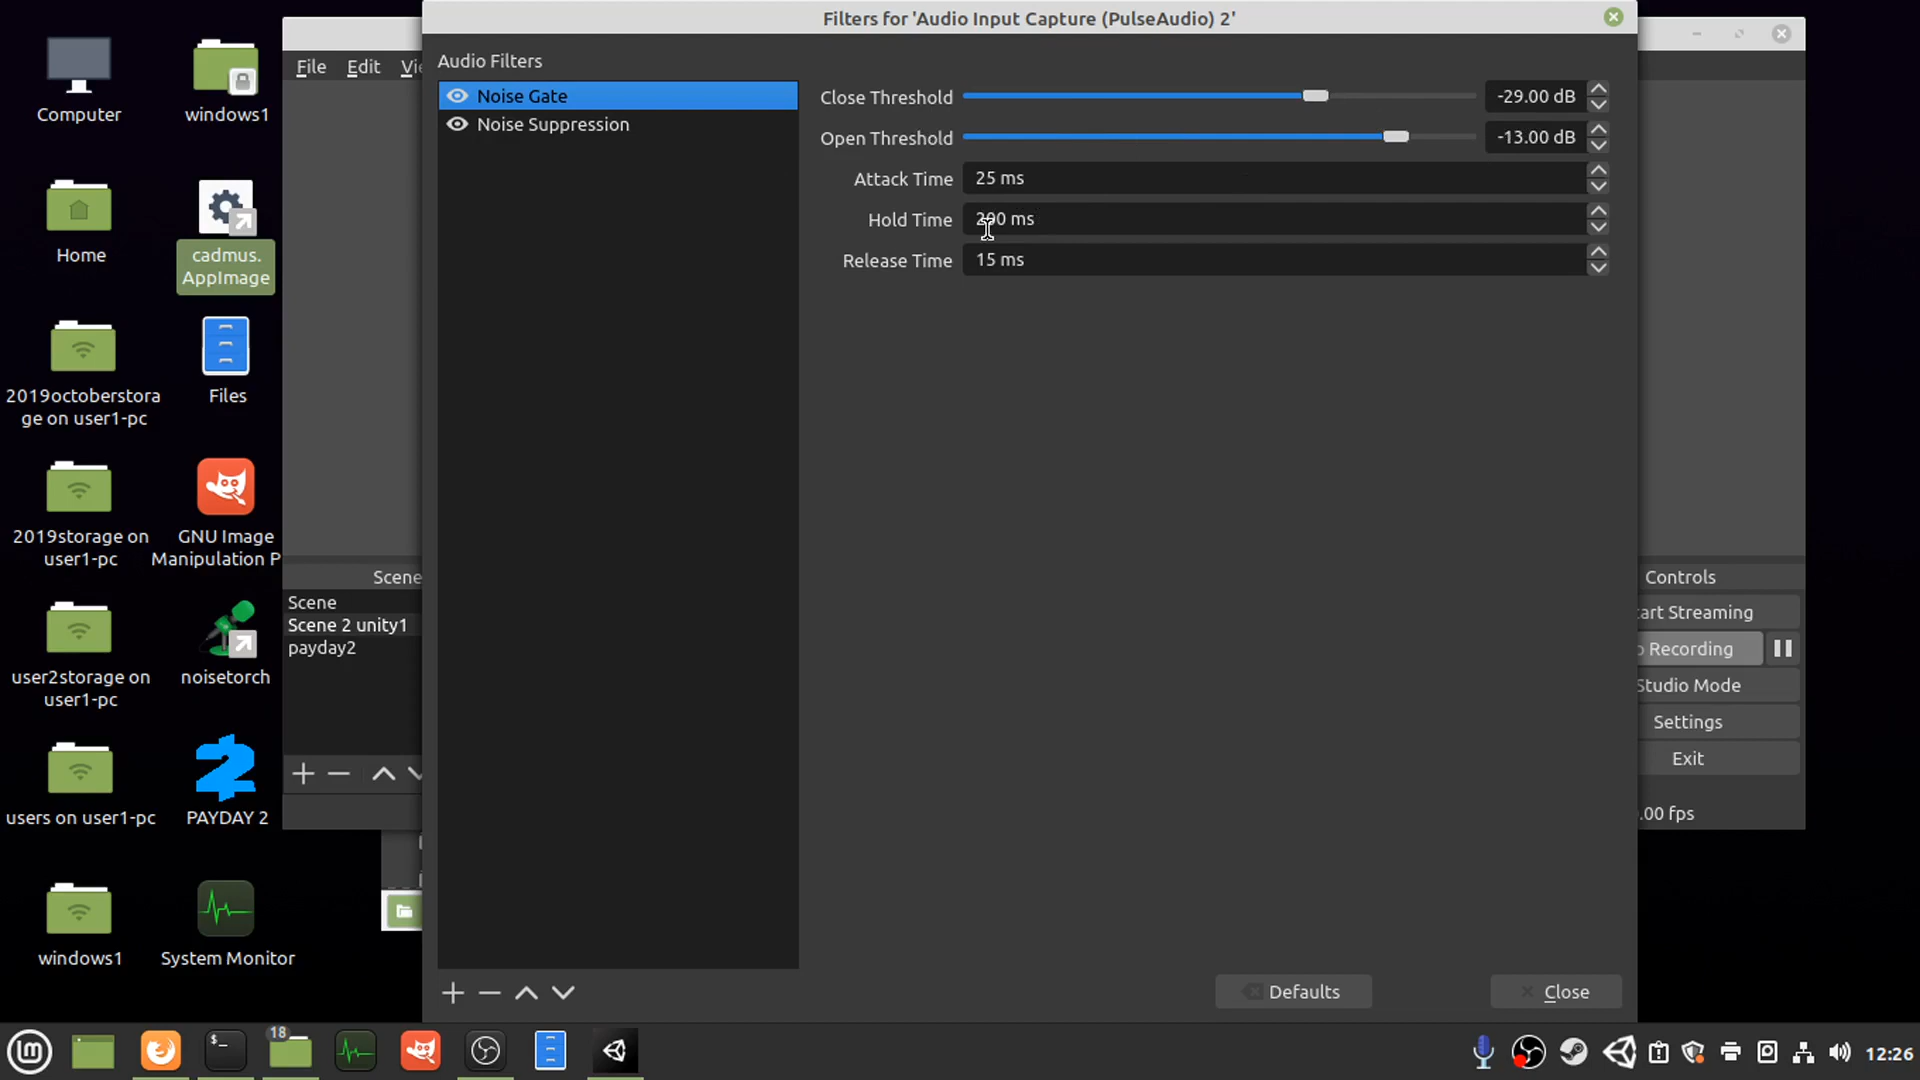 Filters for 'Audio Input Capture (PulseAudio) 2'
Computer
windows1
File Edit
Audio Filters
Noise Gate
Noise Suppression
Close Threshold -29.00 dB
Open Threshold -13.00 dB
Attack Time 25 ms
Hold Time 200 ms
Release Time 15 ms
Home
cadmus.
AppImage
2019octoberstora
ge on user1-pc
Files
2019storage on
user1-pc
GNU Image
Manipulation P
user2storage on
user1-pc
noisetorch
users on user1-pc
PAYDAY 2
windows1
System Monitor
Scene
Scene
Scene 2 unity1
payday2
Controls
tart Streaming
p Recording
Studio Mode
Settings
Exit
.00 fps
Defaults
Close
18
12:26